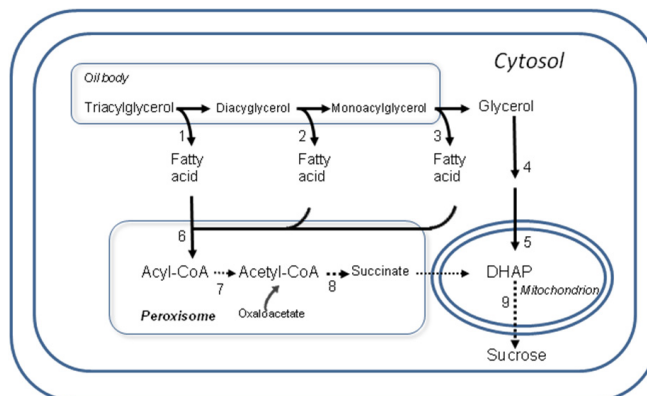 Cytosol
Oil body
Triacylglycerol Diacyglycerol Monoacylglycerol Glycerol
1 2 3 4
Fatty acid Fatty acid Fatty acid
6 5
Acyl-CoA Acetyl-CoA Succinate DHAP
7 8 9 Mitochondrion
Peroxisome Oxaloacetate
Sucrose